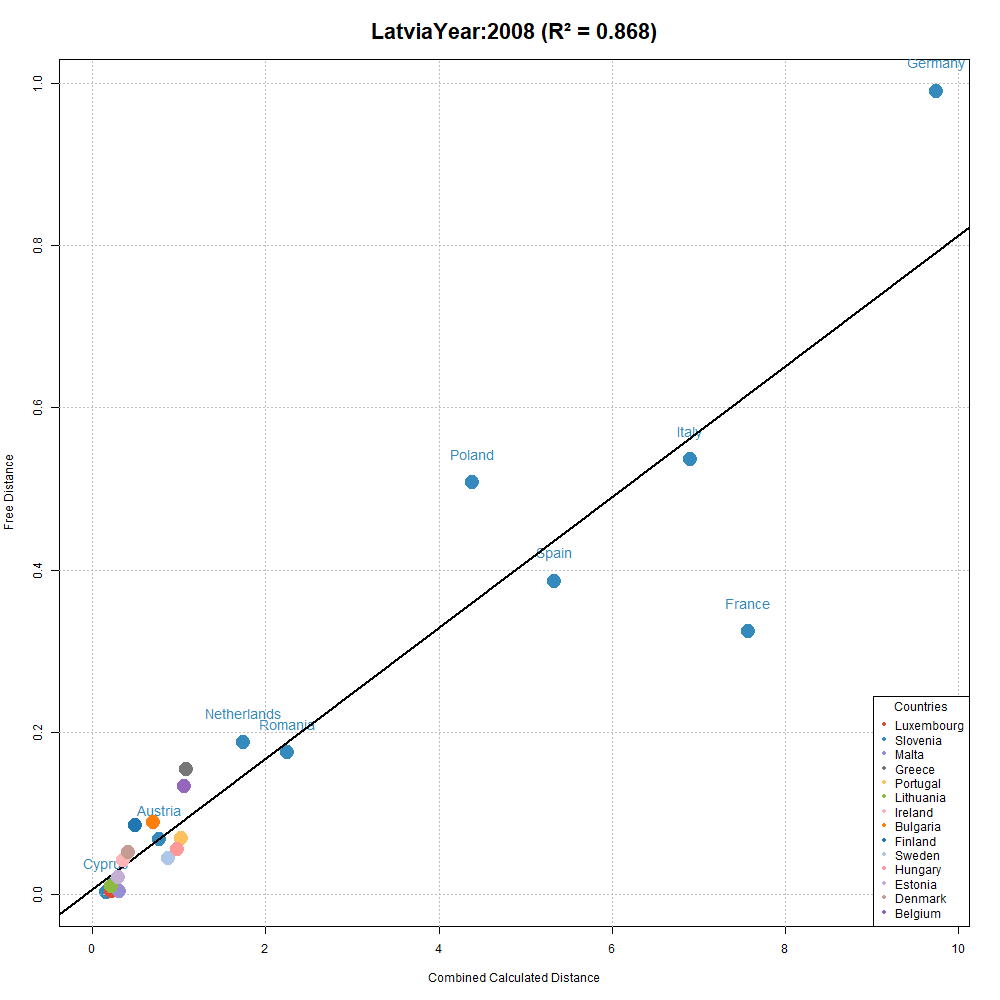 LatviaYear:2008 (R² = 0.868)
Germany
Italy
Poland
Spain
France
Netherlands
Romania
Austria
Cyprus
Free Distance
0.0
0.2
0.4
0.6
0.8
1.0
0
2
4
6
8
10
Combined Calculated Distance
Countries
Luxembourg
Slovenia
Malta
Greece
Portugal
Lithuania
Ireland
Bulgaria
Finland
Sweden
Hungary
Estonia
Denmark
Belgium